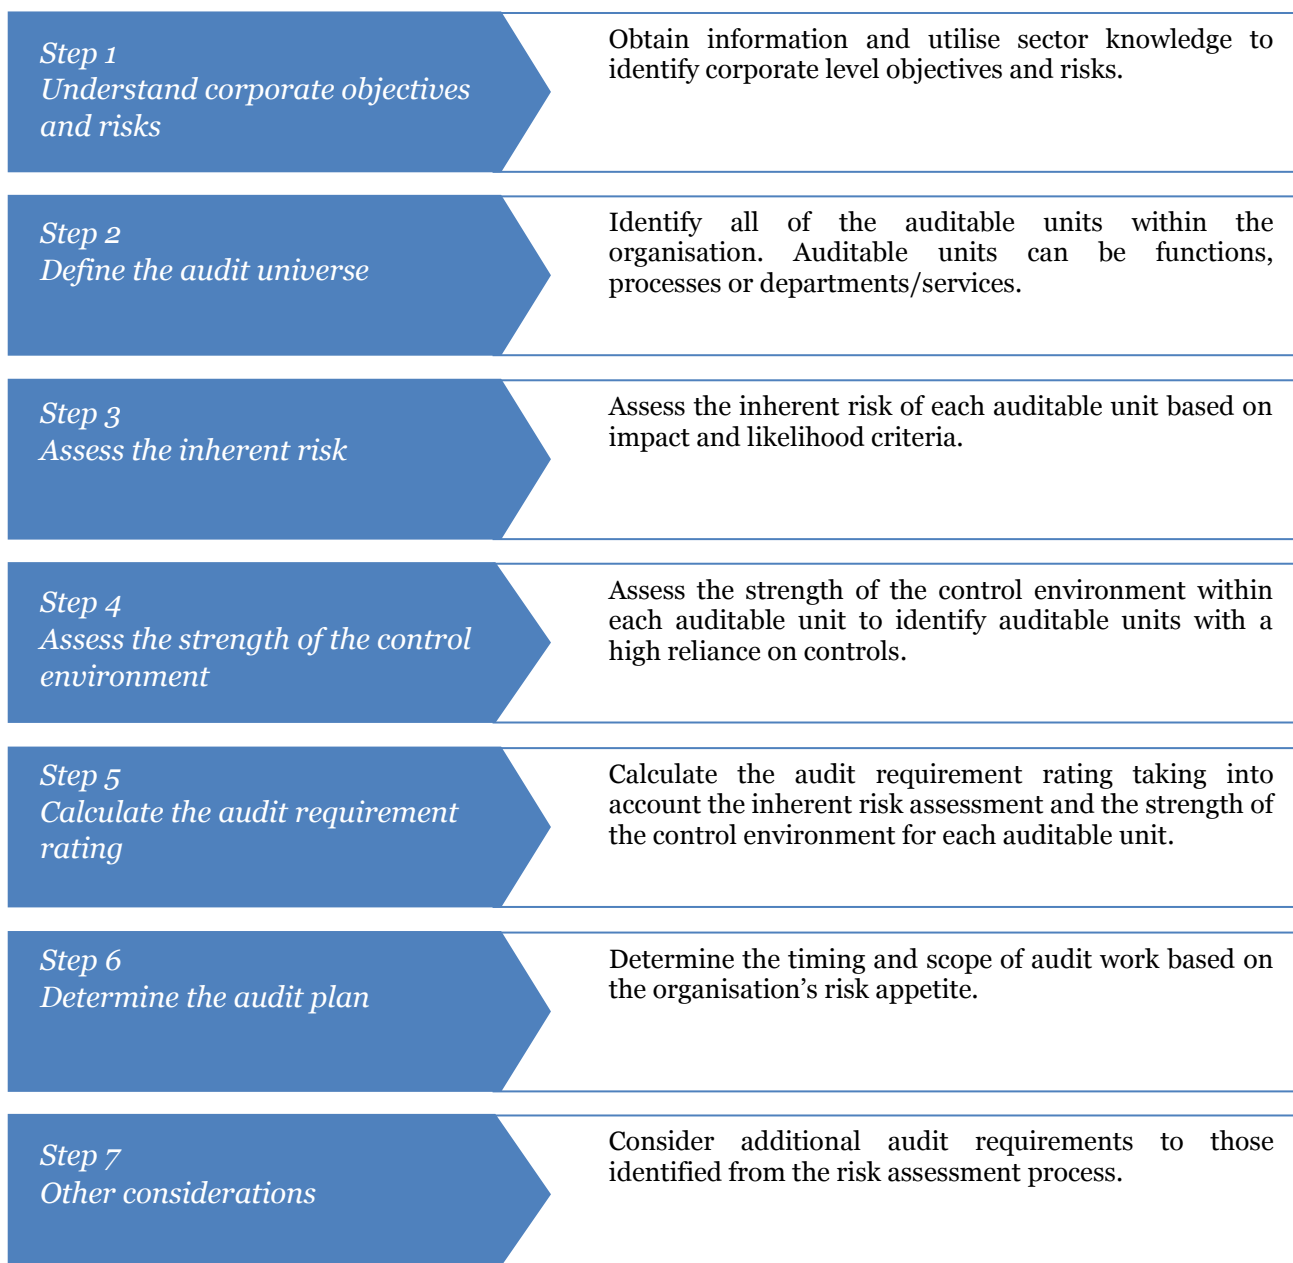 Step 1
Understand corporate objectives
and risks
Obtain information and utilise sector knowledge to
identify corporate level objectives and risks.
Step 2
Define the audit universe
Identify all of the auditable units within the
organisation. Auditable units can be functions,
processes or departments/services.
Step 3
Assess the inherent risk
Assess the inherent risk of each auditable unit based on
impact and likelihood criteria.
Step 4
Assess the strength of the control
environment
Assess the strength of the control environment within
each auditable unit to identify auditable units with a
high reliance on controls.
Step 5
Calculate the audit requirement
rating
Calculate the audit requirement rating taking into
account the inherent risk assessment and the strength of
the control environment for each auditable unit.
Step 6
Determine the audit plan
Determine the timing and scope of audit work based on
the organisation’s risk appetite.
Step 7
Other considerations
Consider additional audit requirements to those
identified from the risk assessment process.